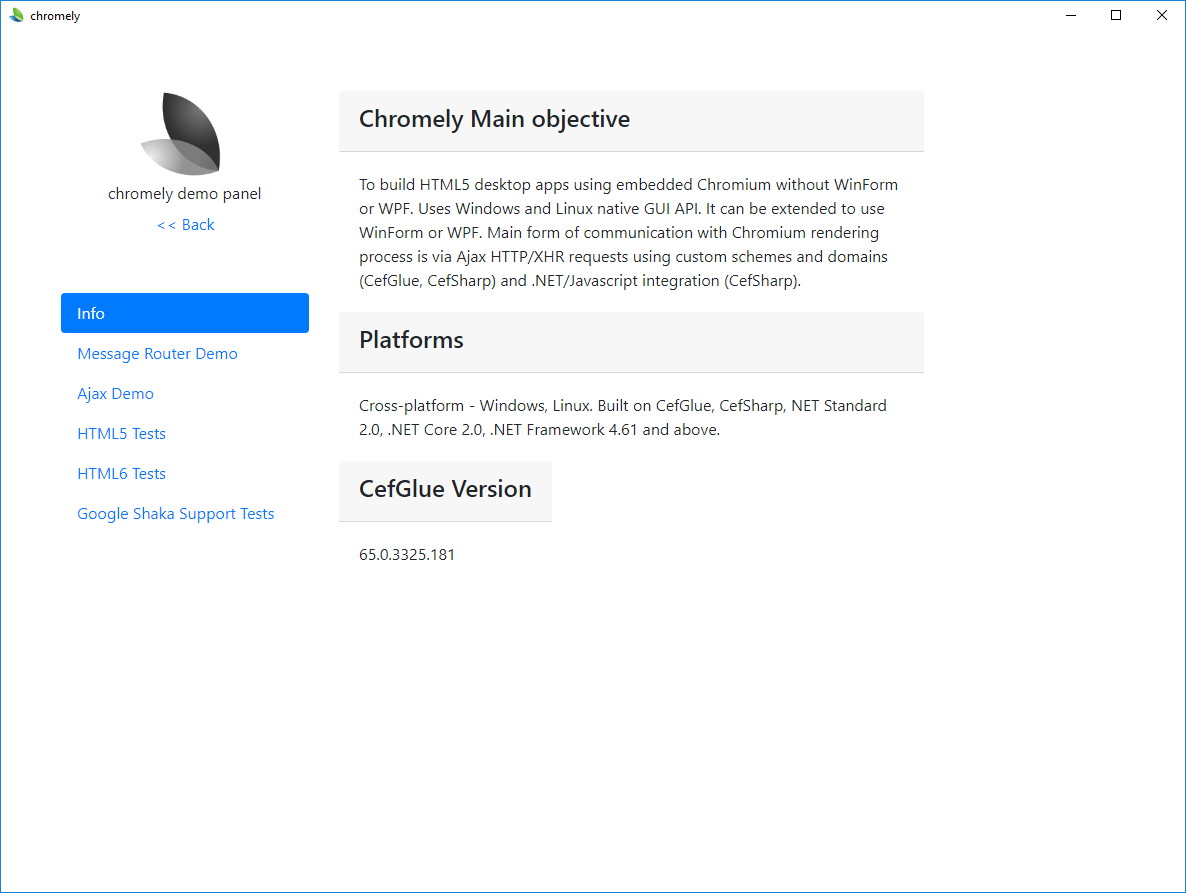 chromely
chromely demo panel
<< Back
Info
Message Router Demo
Ajax Demo
HTML5 Tests
HTML6 Tests
Google Shaka Support Tests
Chromely Main objective
To build HTML5 desktop apps using embedded Chromium without WinForm
or WPF. Uses Windows and Linux native GUI API. It can be extended to use
WinForm or WPF. Main form of communication with Chromium rendering
process is via Ajax HTTP/XHR requests using custom schemes and domains
(CefGlue, CefSharp) and .NET/Javascript integration (CefSharp).
Platforms
Cross-platform - Windows, Linux. Built on CefGlue, CefSharp, NET Standard
2.0, .NET Core 2.0, .NET Framework 4.61 and above.
CefGlue Version
65.0.3325.181